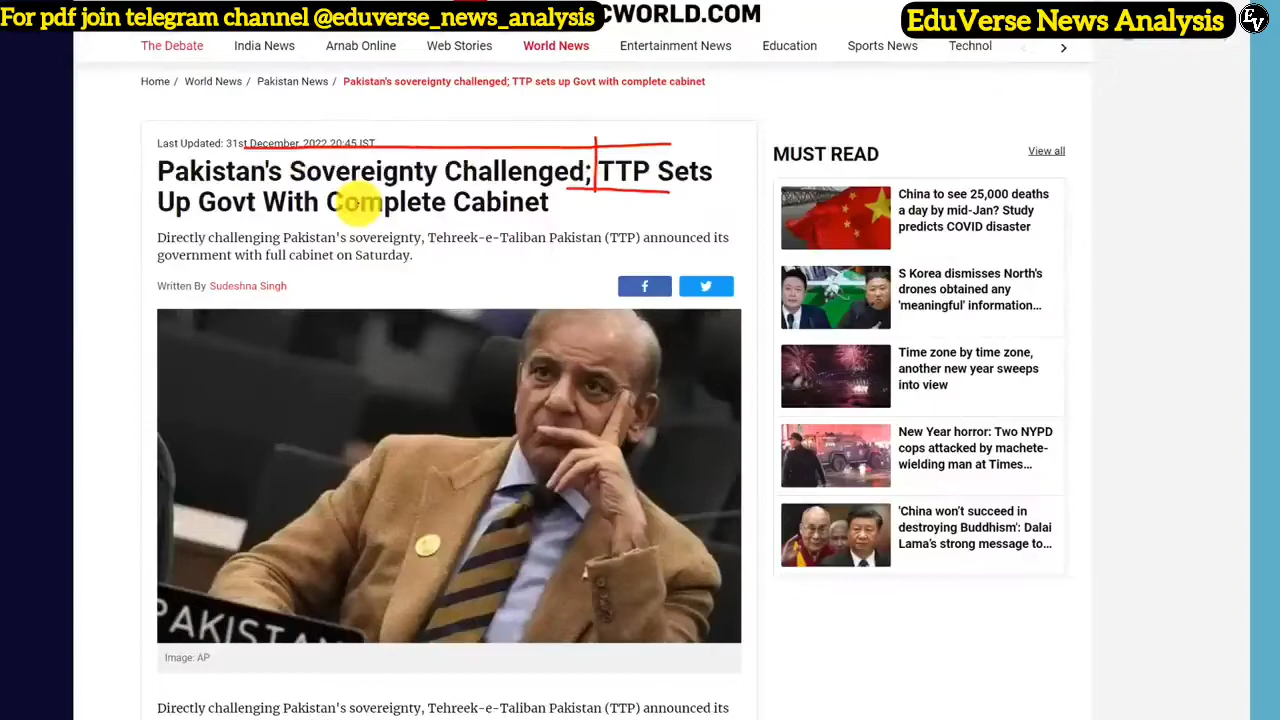 For pdf join telegram channel @eduverse_news_analysis
CWORLD.COM
EduVerse News Analysis
EV
The Debate
India News
Arnab Online
Web Stories
World News
Entertainment News
Education
Sports News
Technol
Home / World News / Pakistan News / Pakistan's sovereignty challenged; TTP sets up Govt with complete cabinet
Last Updated: 31st December, 2022 20:45 IST
Pakistan's Sovereignty Challenged; TTP Sets
Up Govt With Complete Cabinet
Directly challenging Pakistan's sovereignty, Tehreek-e-Taliban Pakistan (TTP) announced its
government with full cabinet on Saturday.
Written By Sudeshna Singh
PAKISTAN
Image: AP
Directly challenging Pakistan's sovereignty, Tehreek-e-Taliban Pakistan (TTP) announced its
MUST READ
View all
China to see 25,000 deaths
a day by mid-Jan? Study
predicts COVID disaster
S Korea dismisses North's
drones obtained any
'meaningful' information...
Time zone by time zone,
another new year sweeps
into view
New Year horror: Two NYPD
cops attacked by machete-
wielding man at Times...
'China won't succeed in
destroying Buddhism': Dalai
Lama's strong message to...